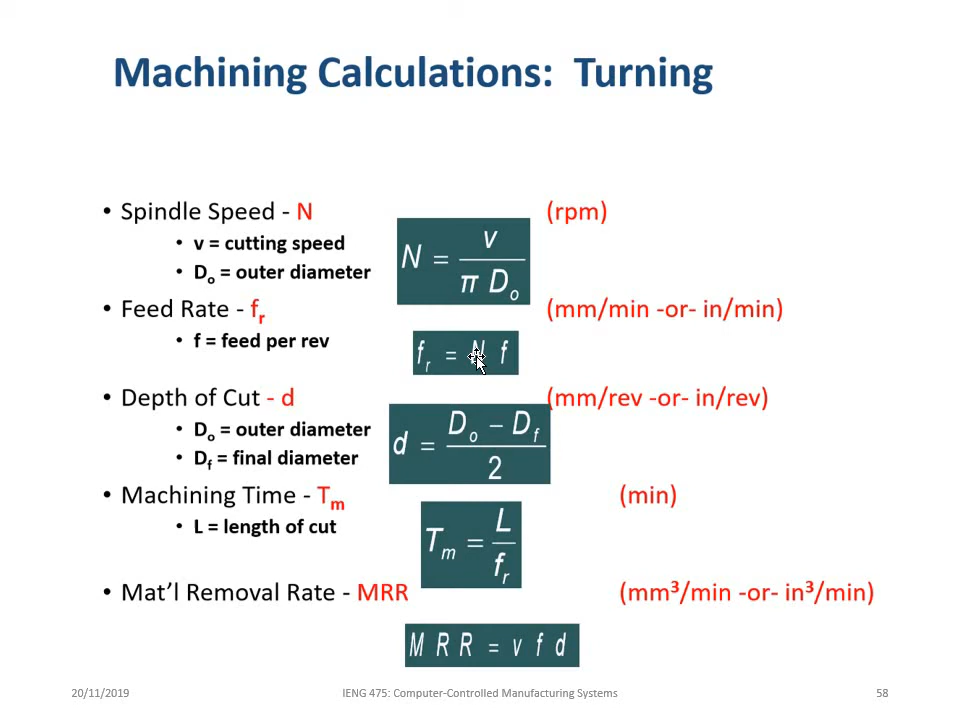 Machining Calculations: Turning
• Spindle Speed - N (rpm)
• v = cutting speed
• Dₒ = outer diameter
N = v / π Dₒ
• Feed Rate - fᵣ (mm/min -or- in/min)
• f = feed per rev
fᵣ = N f
• Depth of Cut - d (mm/rev -or- in/rev)
• Dₒ = outer diameter
• D_f = final diameter
d = Dₒ − D_f / 2
• Machining Time - Tₘ (min)
• L = length of cut
Tₘ = L / fᵣ
• Mat’l Removal Rate - MRR (mm³/min -or- in³/min)
M R R = v f d
20/11/2019 IENG 475: Computer-Controlled Manufacturing Systems 58